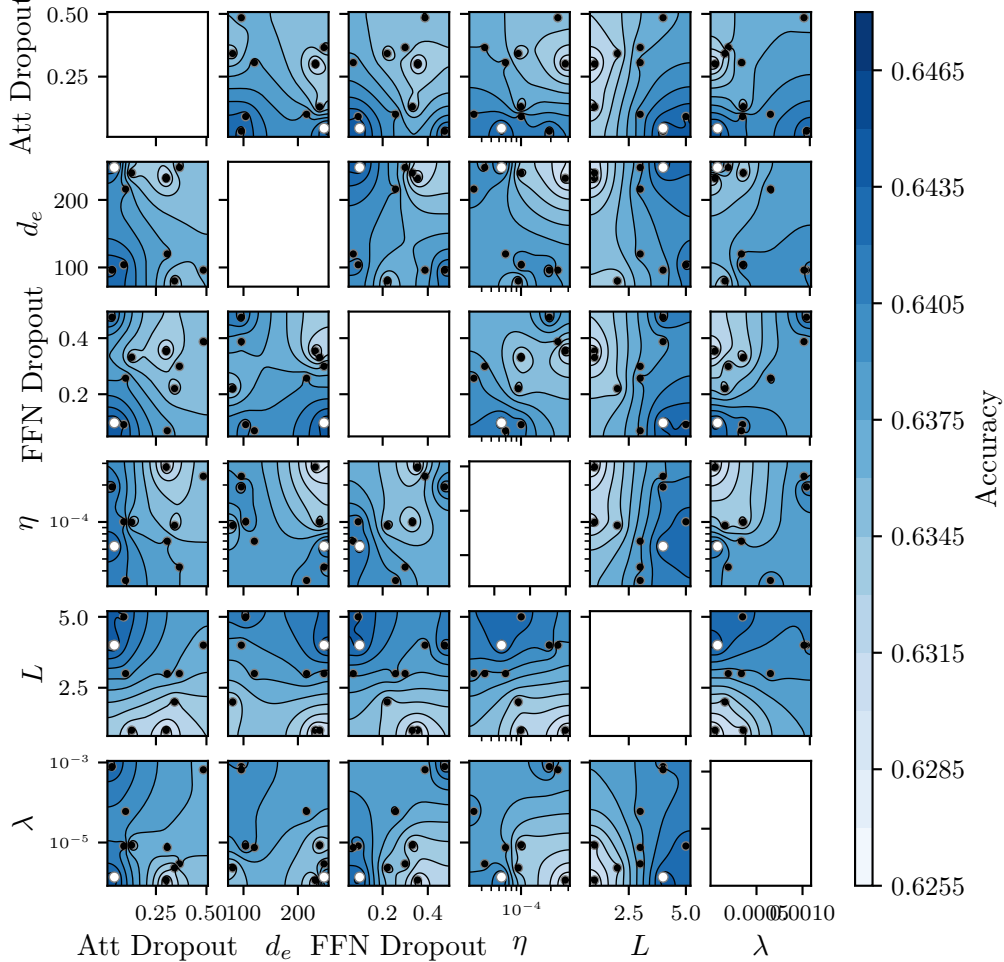 0.50
0.25
Att Dropout
200
100
d_e
0.4
0.2
FFN Dropout
10⁻⁴
η
5.0
2.5
L
10⁻³
10⁻⁵
λ
0.25 0.50 100 200 0.2 0.4 10⁻⁴ 2.5 5.0 0.0005 0.0010
Att Dropout d_e FFN Dropout η L λ
0.6465
0.6435
0.6405
0.6375
0.6345
0.6315
0.6285
0.6255
Accuracy